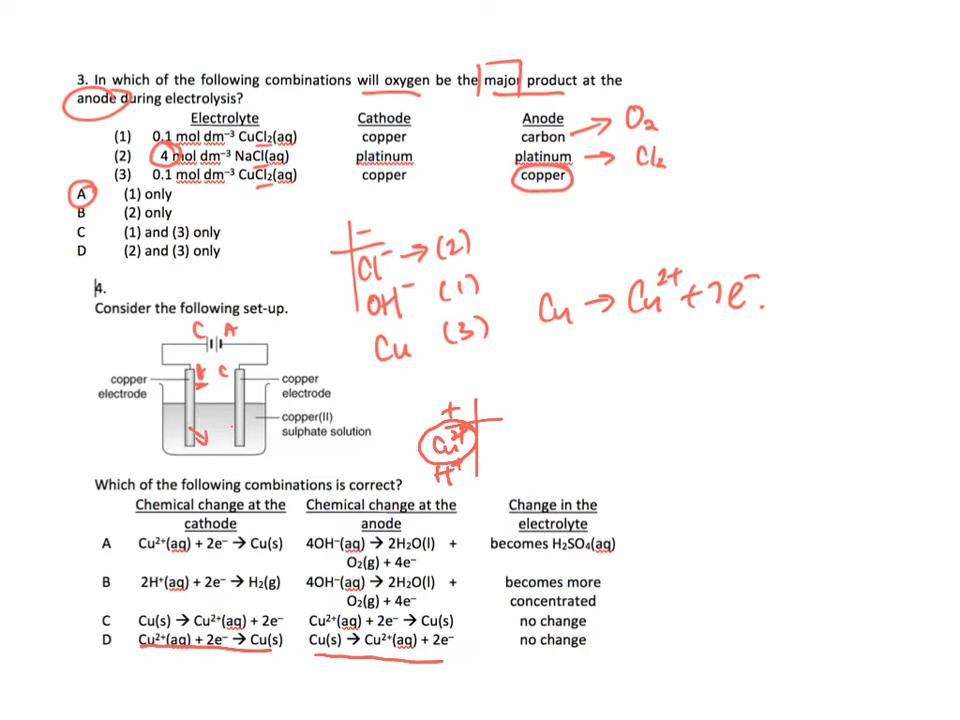 3. In which of the following combinations will oxygen be the major product at the
anode during electrolysis?
Electrolyte Cathode Anode
(1) 0.1 mol dm⁻³ CuCl₂(aq) copper carbon → O₂
(2) 4 mol dm⁻³ NaCl(aq) platinum platinum → Cl₂
(3) 0.1 mol dm⁻³ CuCl₂(aq) copper copper
A (1) only
B (2) only
C (1) and (3) only
D (2) and (3) only
−
Cl⁻ → (2)
OH⁻ (1)
Cu (3)
Cu → Cu²⁺ + 2e⁻.
4.
Consider the following set-up.
C A
A C
copper
electrode
copper
electrode
copper(II)
sulphate solution
+
Cu²⁺
H⁺
Which of the following combinations is correct?
Chemical change at the Chemical change at the Change in the
cathode anode electrolyte
A Cu²⁺(aq) + 2e⁻ → Cu(s) 4OH⁻(aq) → 2H₂O(l) + becomes H₂SO₄(aq)
O₂(g) + 4e⁻
B 2H⁺(aq) + 2e⁻ → H₂(g) 4OH⁻(aq) → 2H₂O(l) + becomes more
O₂(g) + 4e⁻ concentrated
C Cu(s) → Cu²⁺(aq) + 2e⁻ Cu²⁺(aq) + 2e⁻ → Cu(s) no change
D Cu²⁺(aq) + 2e⁻ → Cu(s) Cu(s) → Cu²⁺(aq) + 2e⁻ no change